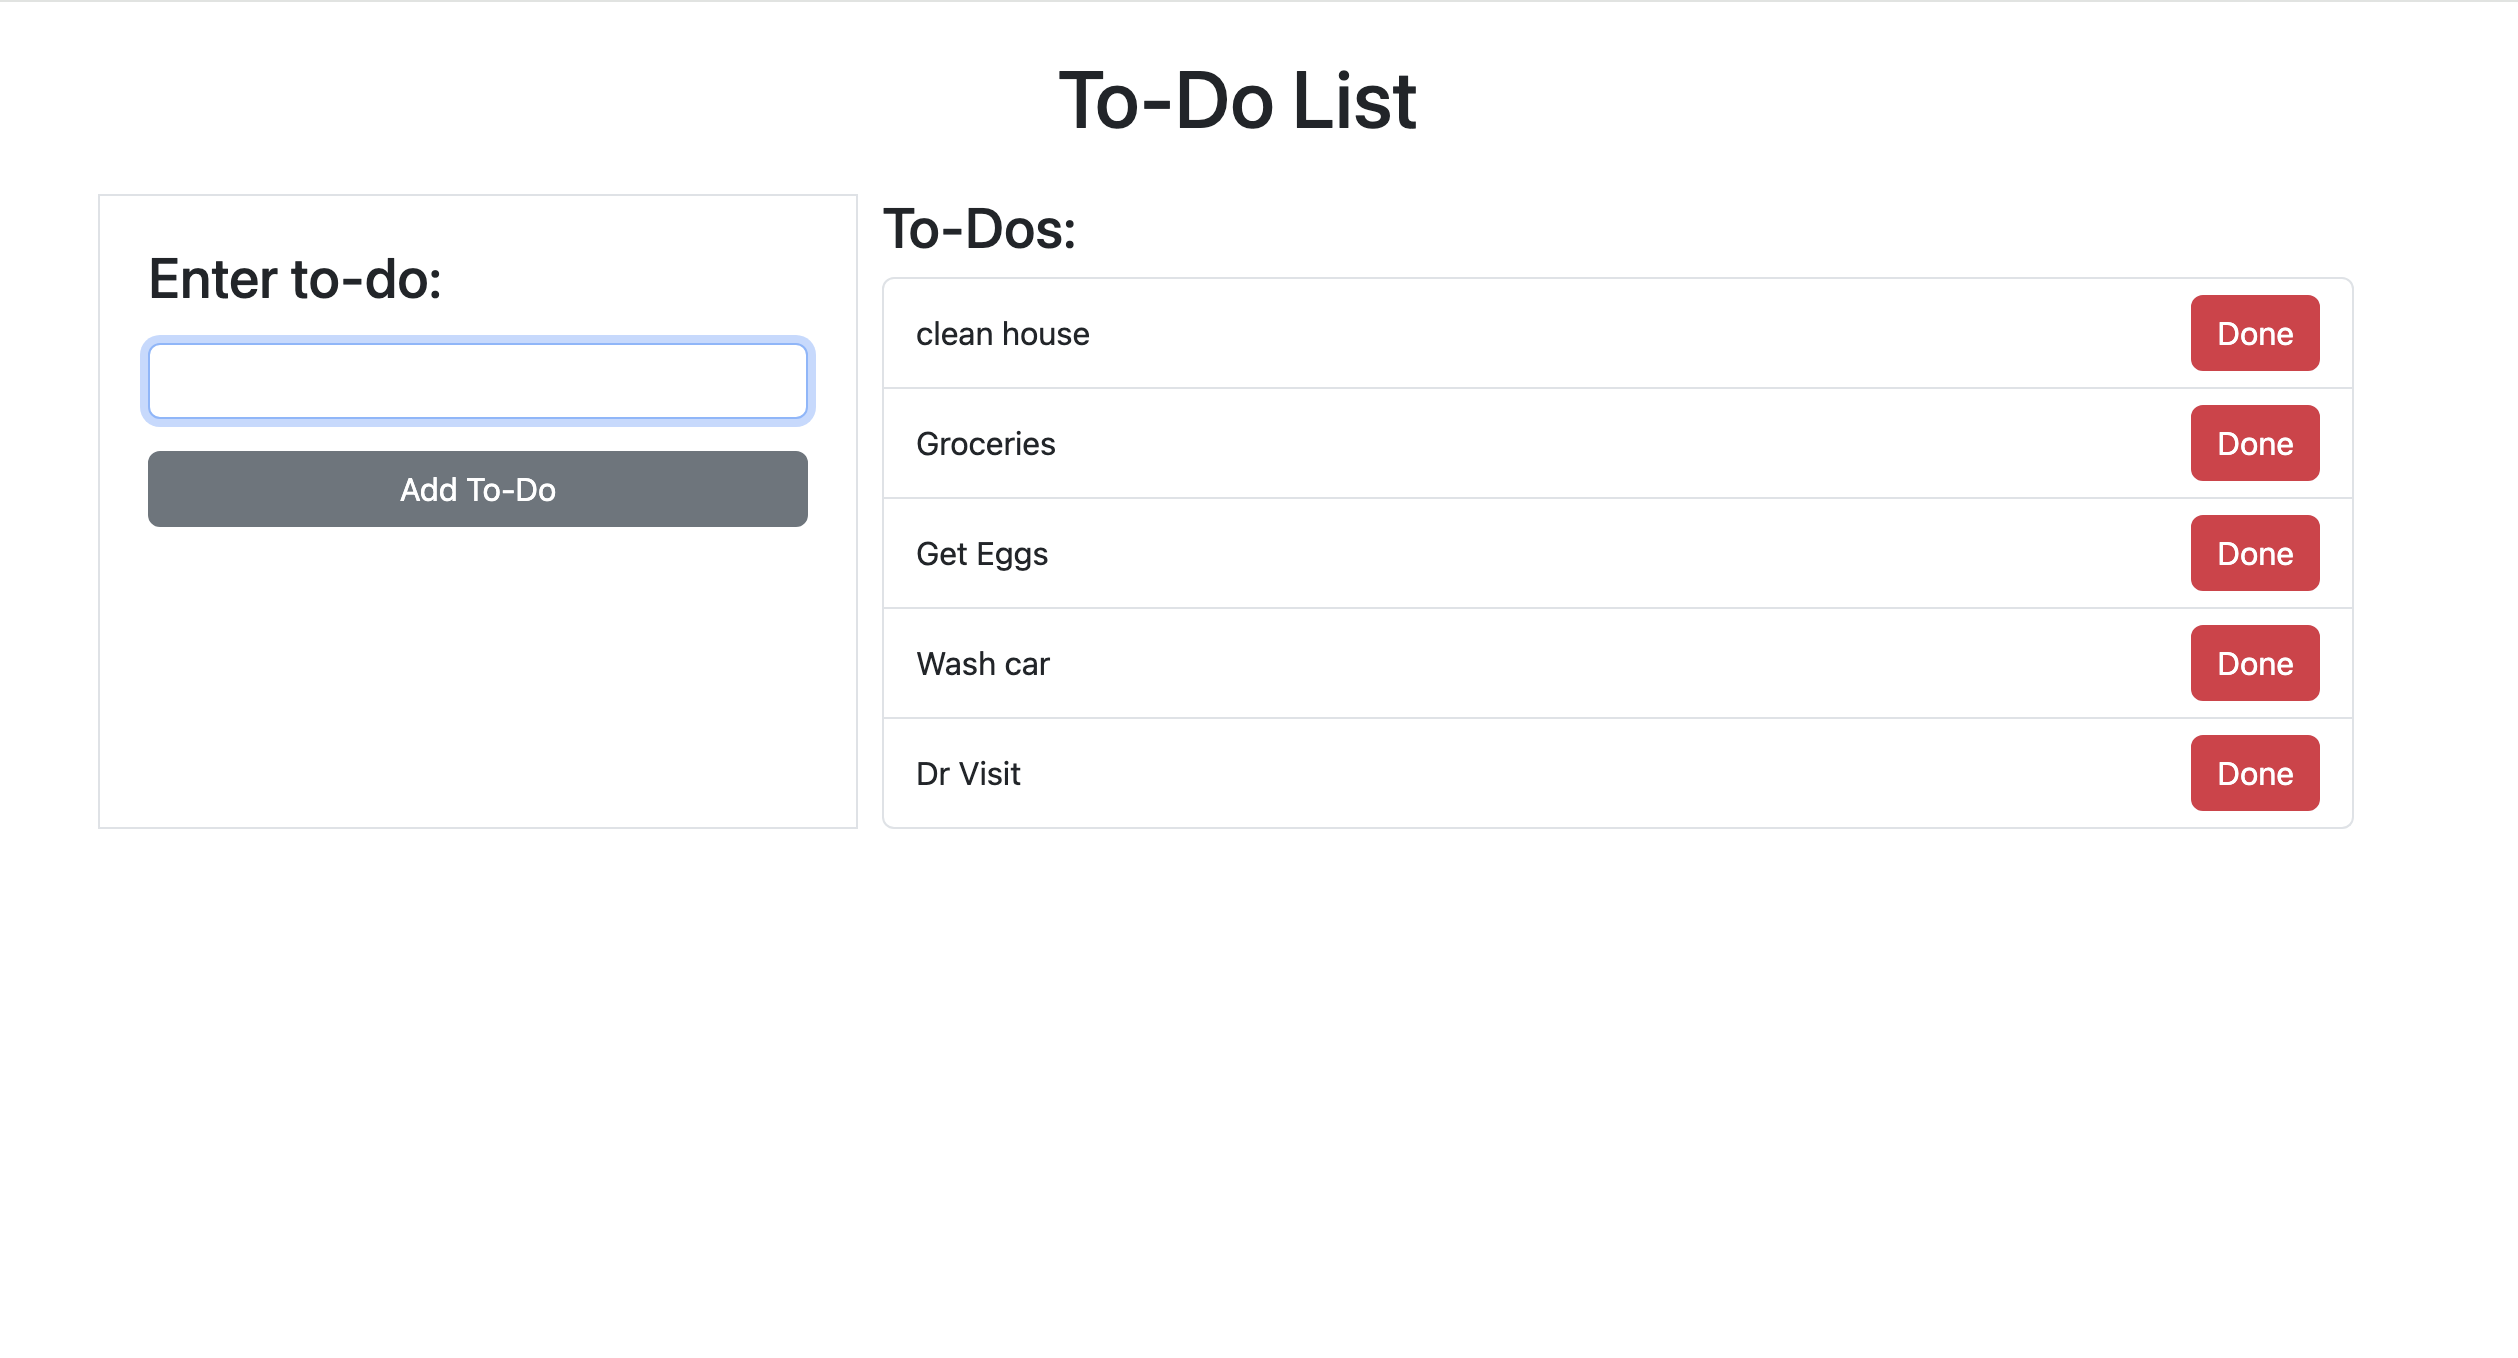 To-Do List
Enter to-do:
Add To-Do
To-Dos:
clean house Done
Groceries Done
Get Eggs Done
Wash car Done
Dr Visit Done